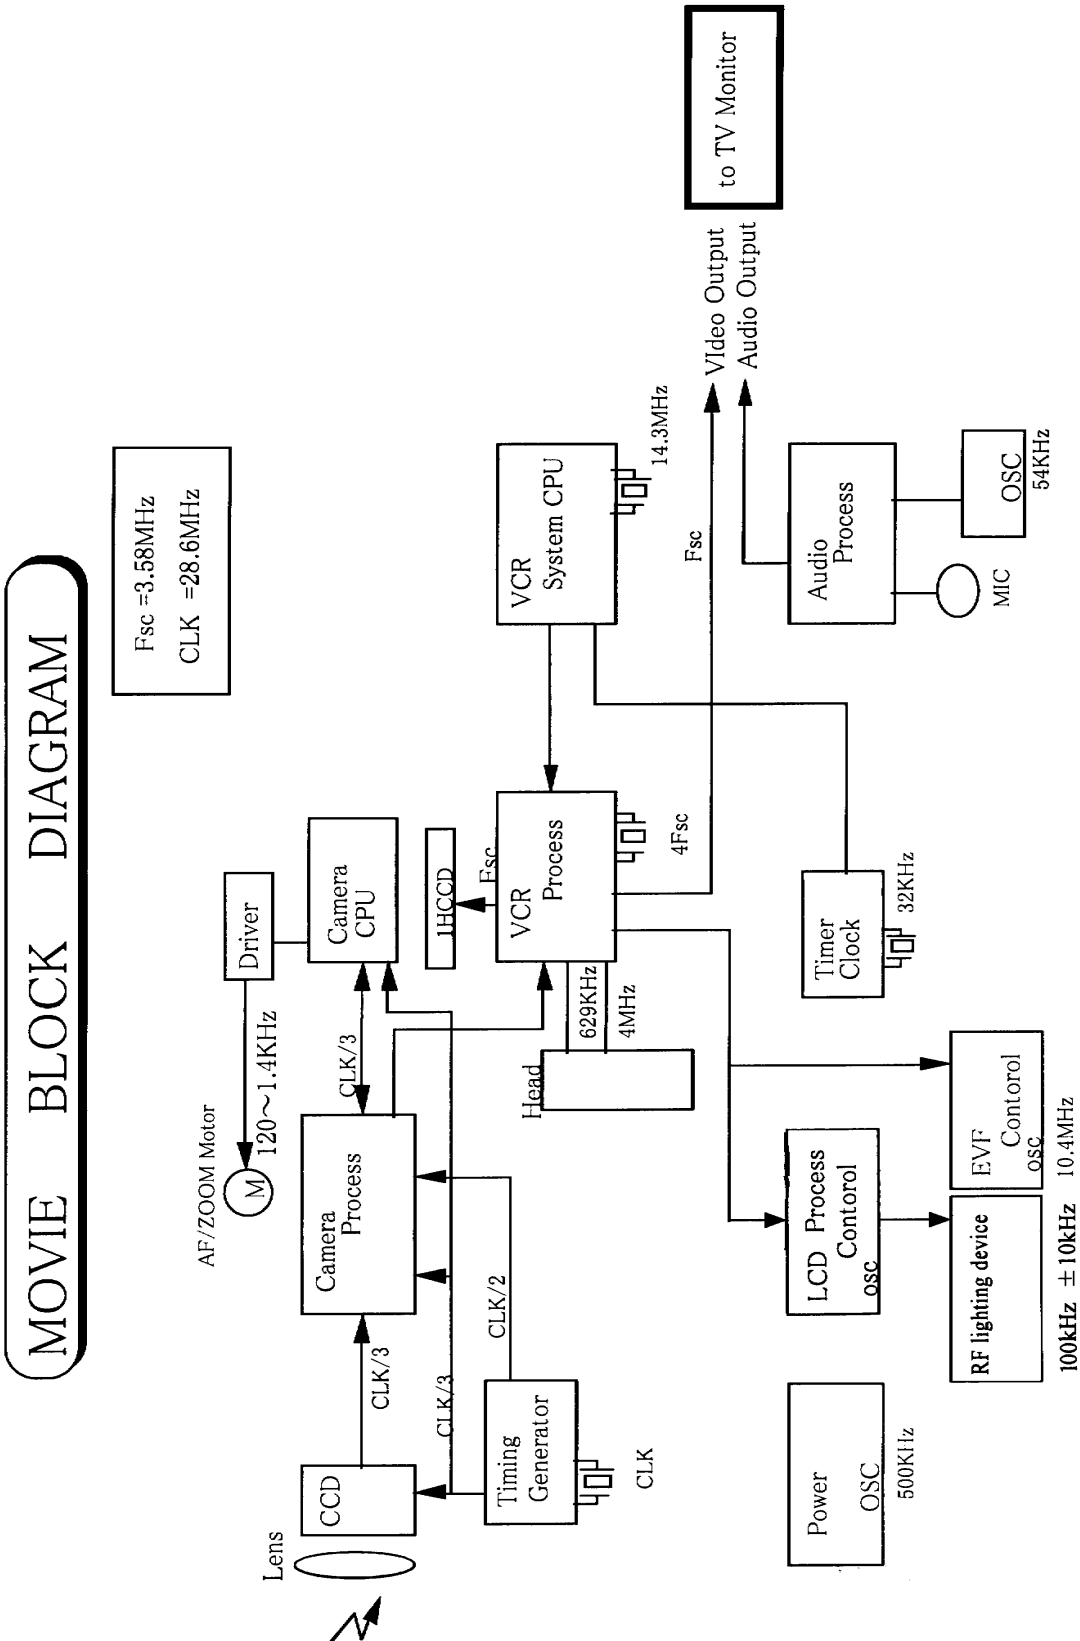 MOVIE BLOCK DIAGRAM
Fsc =3.58MHz
CLK =28.6MHz
AF/ZOOM Motor
M
120～1.4KHz
Driver
Camera
CPU
Lens
CCD
CLK/3
Camera
Process
CLK/3
1HCCD
Fsc
CLK/3
CLK/2
Timing
Generator
CLK
Head
629KHz
4MHz
VCR
Process
4Fsc
VCR
System CPU
14.3MHz
Fsc
VIdeo Output
Audio Output
to TV Monitor
Power
OSC
500KHz
LCD Process
Contorol
osc
RF lighting device
100kHz ±10kHz
EVF
Contorol
osc
10.4MHz
Timer
Clock
32KHz
Audio
Process
MIC
OSC
54KHz